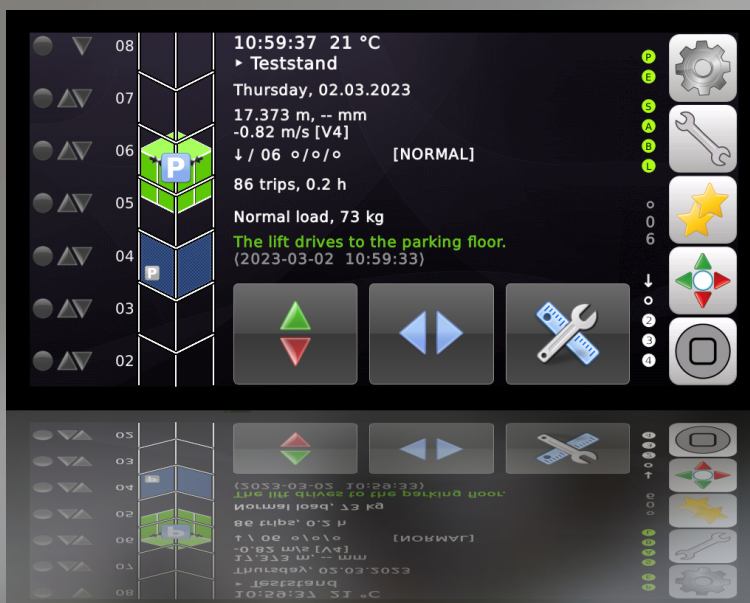 08
07
06
05
04
03
02
P
P
10:59:37 21 °C
▸ Teststand
Thursday, 02.03.2023
17.373 m, -- mm
-0.82 m/s [V4]
↓ / 06 o/o/o [NORMAL]
86 trips, 0.2 h
Normal load, 73 kg
The lift drives to the parking floor.
(2023-03-02 10:59:33)
P
E
S
A
B
L
o
0
6
↓
o
2
3
4